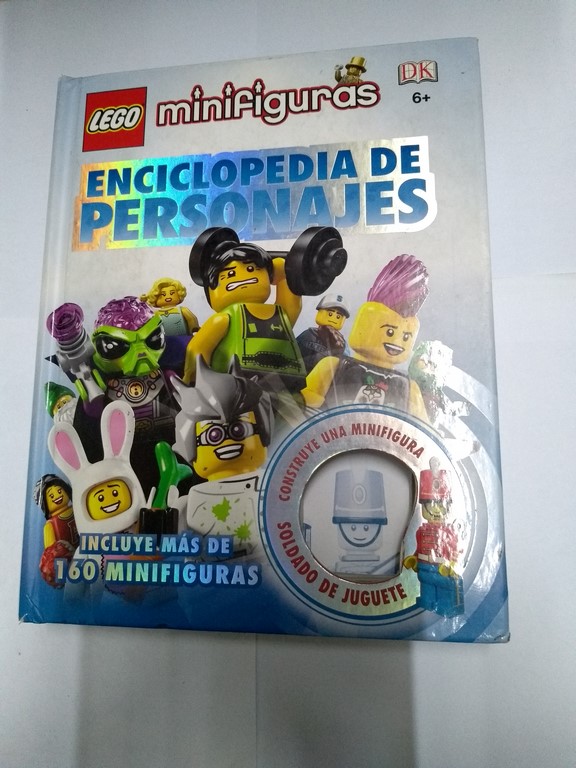 LEGO
minifiguras
DK
6+
ENCICLOPEDIA DE
PERSONAJES
CONSTRUYE UNA MINIFIGURA
SOLDADO DE JUGUETE
INCLUYE MÁS DE
160 MINIFIGURAS